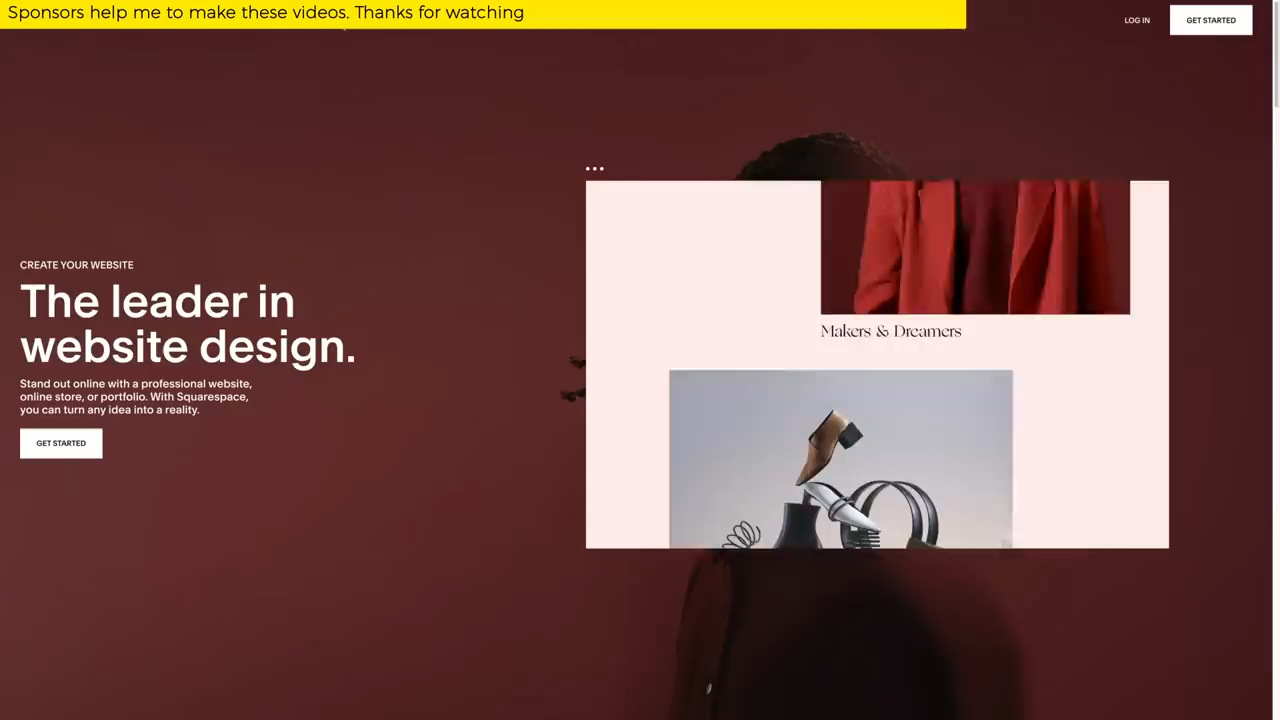 Sponsors help me to make these videos. Thanks for watching
LOG IN
GET STARTED
CREATE YOUR WEBSITE
The leader in
website design.
Stand out online with a professional website,
online store, or portfolio. With Squarespace,
you can turn any idea into a reality.
GET STARTED
Makers & Dreamers